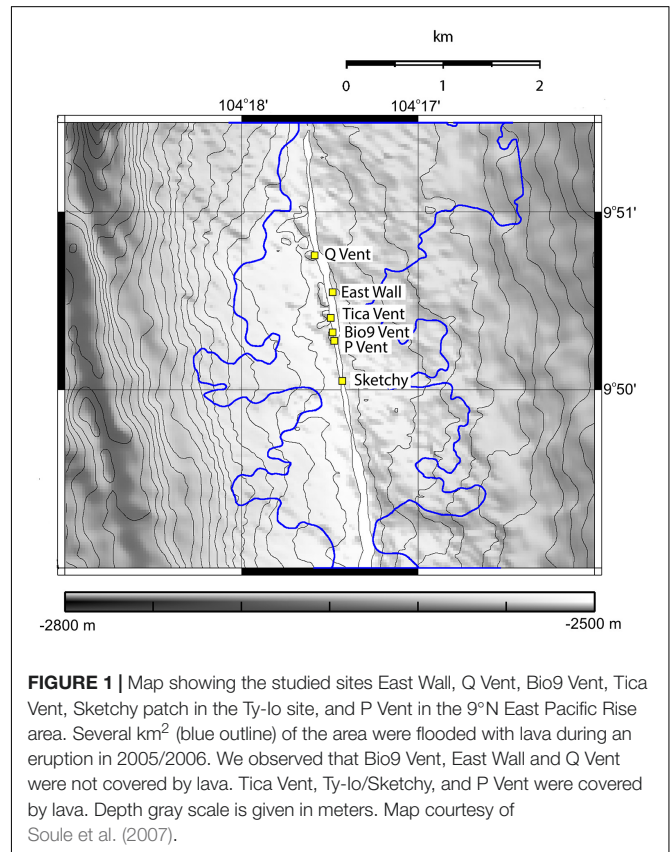 km
0 1 2
104°18' 104°17'
9°51'
Q Vent
East Wall
Tica Vent
Bio9 Vent
P Vent
Sketchy
9°50'
-2800 m -2500 m
FIGURE 1 | Map showing the studied sites East Wall, Q Vent, Bio9 Vent, Tica
Vent, Sketchy patch in the Ty-Io site, and P Vent in the 9°N East Pacific Rise
area. Several km² (blue outline) of the area were flooded with lava during an
eruption in 2005/2006. We observed that Bio9 Vent, East Wall and Q Vent
were not covered by lava. Tica Vent, Ty-Io/Sketchy, and P Vent were covered
by lava. Depth gray scale is given in meters. Map courtesy of
Soule et al. (2007).